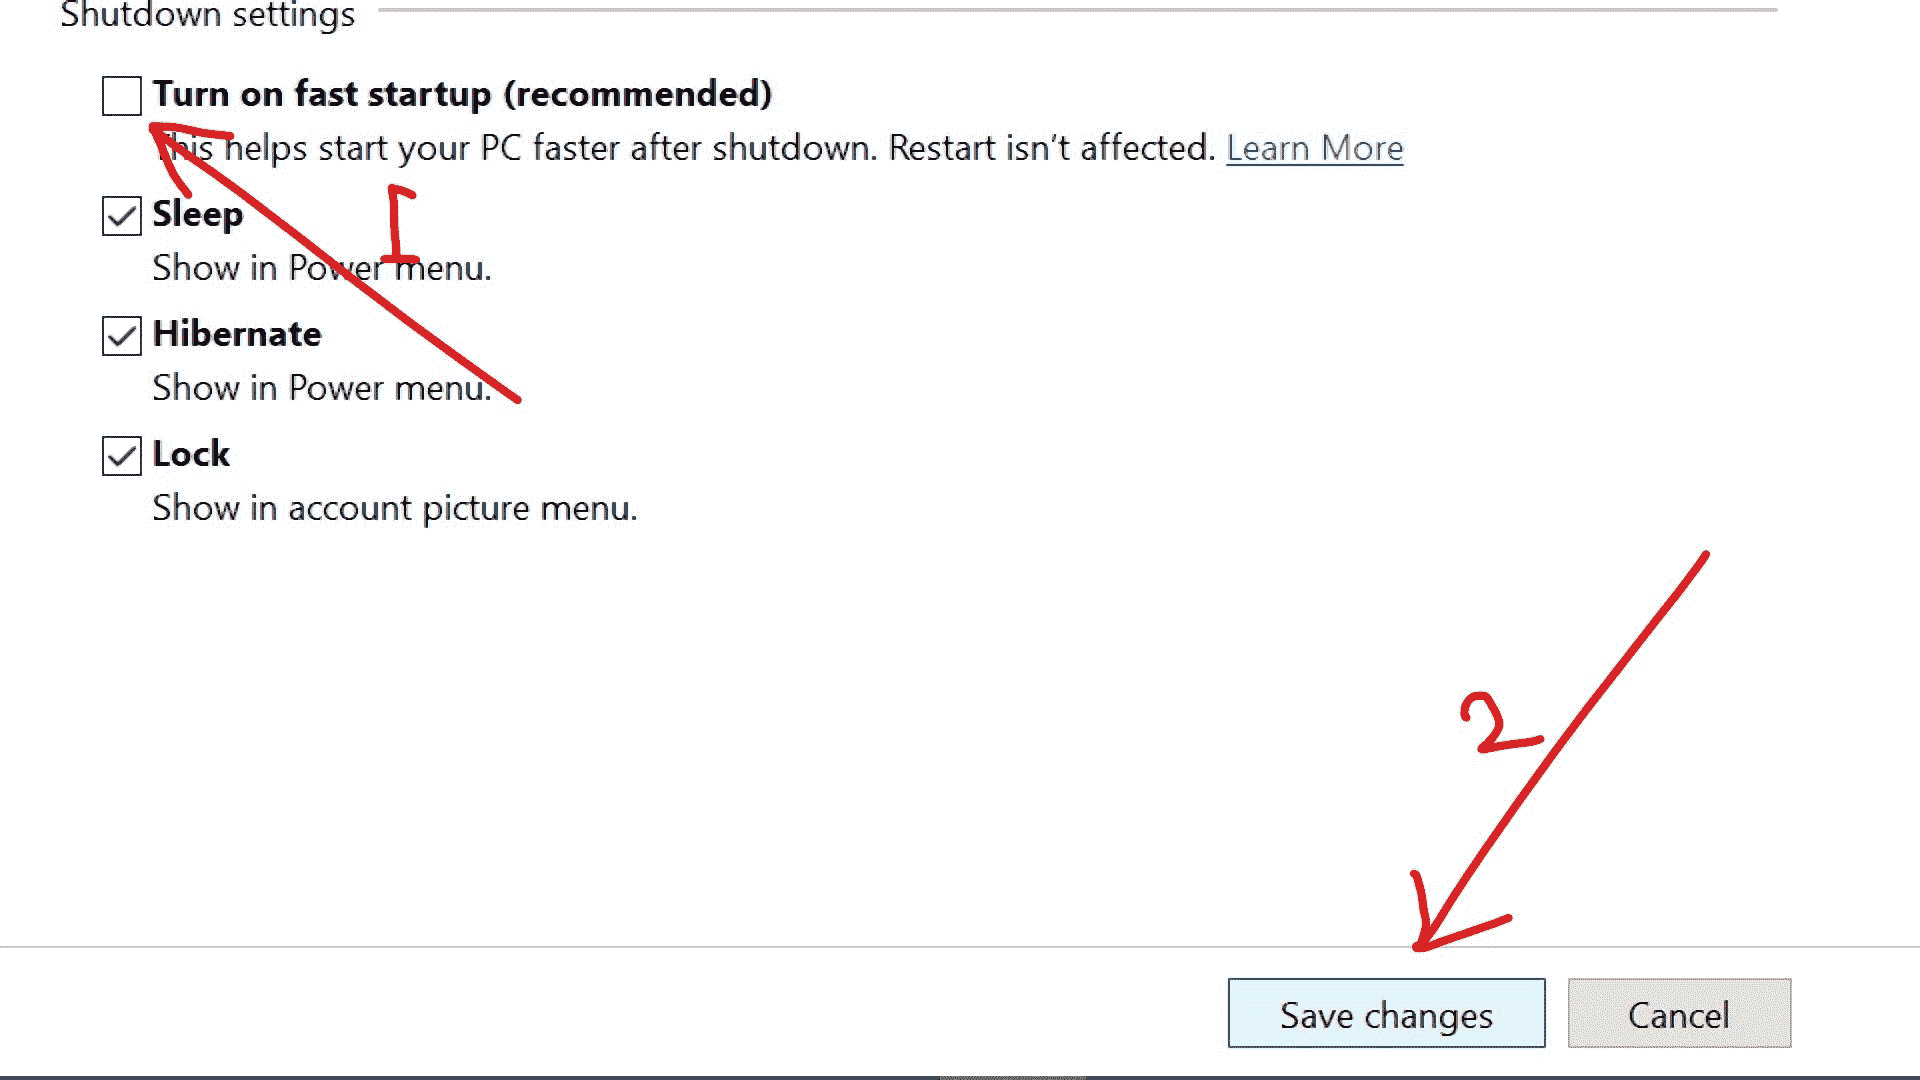 Shutdown settings
Turn on fast startup (recommended)
This helps start your PC faster after shutdown. Restart isn't affected. Learn More
1
Sleep
Show in Power menu.
Hibernate
Show in Power menu.
Lock
Show in account picture menu.
2
Save changes
Cancel